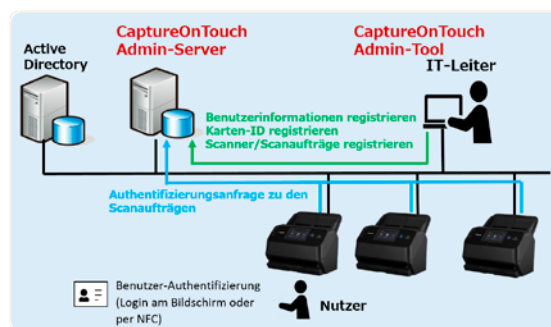 Active
Directory
CaptureOnTouch
Admin-Server
CaptureOnTouch
Admin-Tool
IT-Leiter
Benutzerinformationen registrieren
Karten-ID registrieren
Scanner/Scanaufträge registrieren
Authentifizierungsanfrage zu den
Scanaufträgen
Benutzer-Authentifizierung
(Login am Bildschirm oder
per NFC)
Nutzer